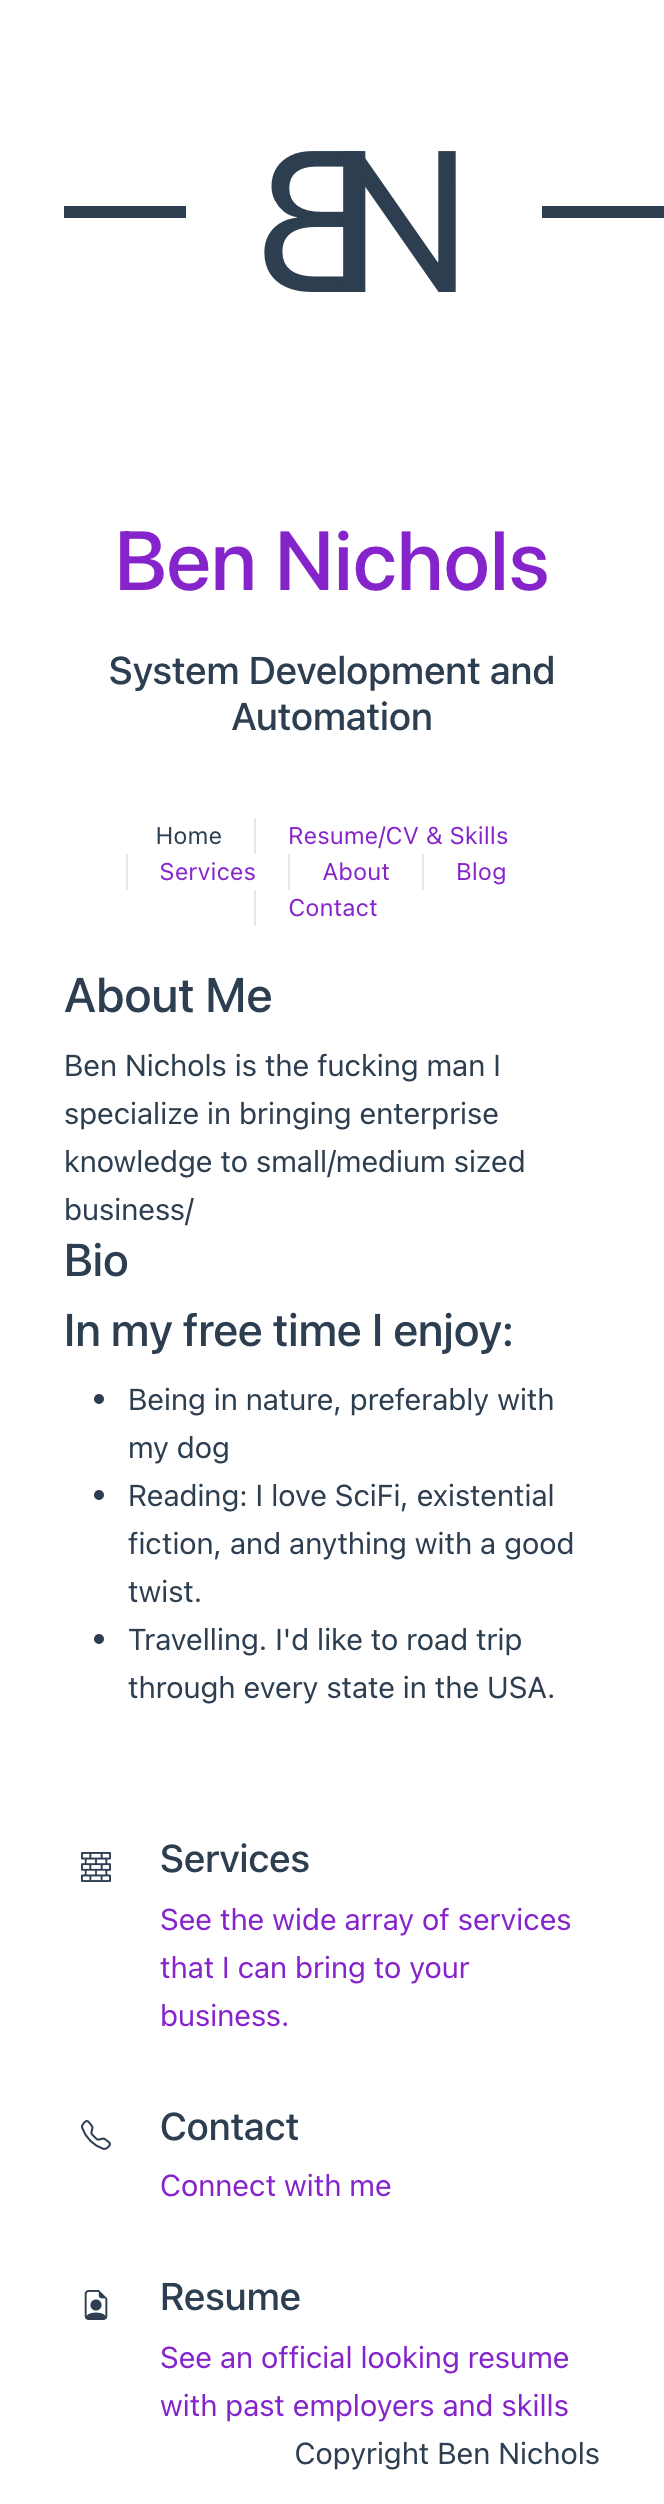 BN
Ben Nichols
System Development and
Automation
Home Resume/CV & Skills
Services About Blog
Contact
About Me
Ben Nichols is the fucking man I
specialize in bringing enterprise
knowledge to small/medium sized
business/
Bio
In my free time I enjoy:
• Being in nature, preferably with
my dog
• Reading: I love SciFi, existential
fiction, and anything with a good
twist.
• Travelling. I'd like to road trip
through every state in the USA.
Services
See the wide array of services
that I can bring to your
business.
Contact
Connect with me
Resume
See an official looking resume
with past employers and skills
Copyright Ben Nichols